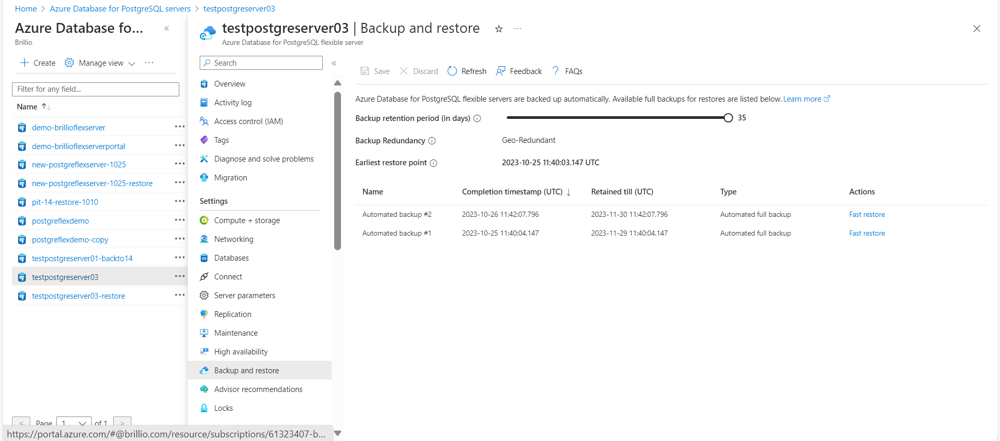 Home > Azure Database for PostgreSQL servers > testpostgreserver03
Azure Database fo...
Brillio
Create Manage view ...
Filter for any field...
Name
demo-brillioflexserver
demo-brillioflexserverportal
new-postgreflexserver-1025
new-postgreflexserver-1025-restore
pit-14-restore-1010
postgreflexdemo
postgreflexdemo-copy
testpostgreserver01-backto14
testpostgreserver03
testpostgreserver03-restore
< Page 1 of 1 >
https://portal.azure.com/#@brillio.com/resource/subscriptions/61323407-b...
testpostgreserver03 | Backup and restore
Azure Database for PostgreSQL flexible server
Search
Overview
Activity log
Access control (IAM)
Tags
Diagnose and solve problems
Migration
Settings
Compute + storage
Networking
Databases
Connect
Server parameters
Replication
Maintenance
High availability
Backup and restore
Advisor recommendations
Locks
Save Discard Refresh Feedback FAQs
Azure Database for PostgreSQL flexible servers are backed up automatically. Available full backups for restores are listed below. Learn more
Backup retention period (in days) 35
Backup Redundancy Geo-Redundant
Earliest restore point 2023-10-25 11:40:03.147 UTC
Name Completion timestamp (UTC) Retained till (UTC) Type Actions
Automated backup #2 2023-10-26 11:42:07.796 2023-11-30 11:42:07.796 Automated full backup Fast restore
Automated backup #1 2023-10-25 11:40:04.147 2023-11-29 11:40:04.147 Automated full backup Fast restore